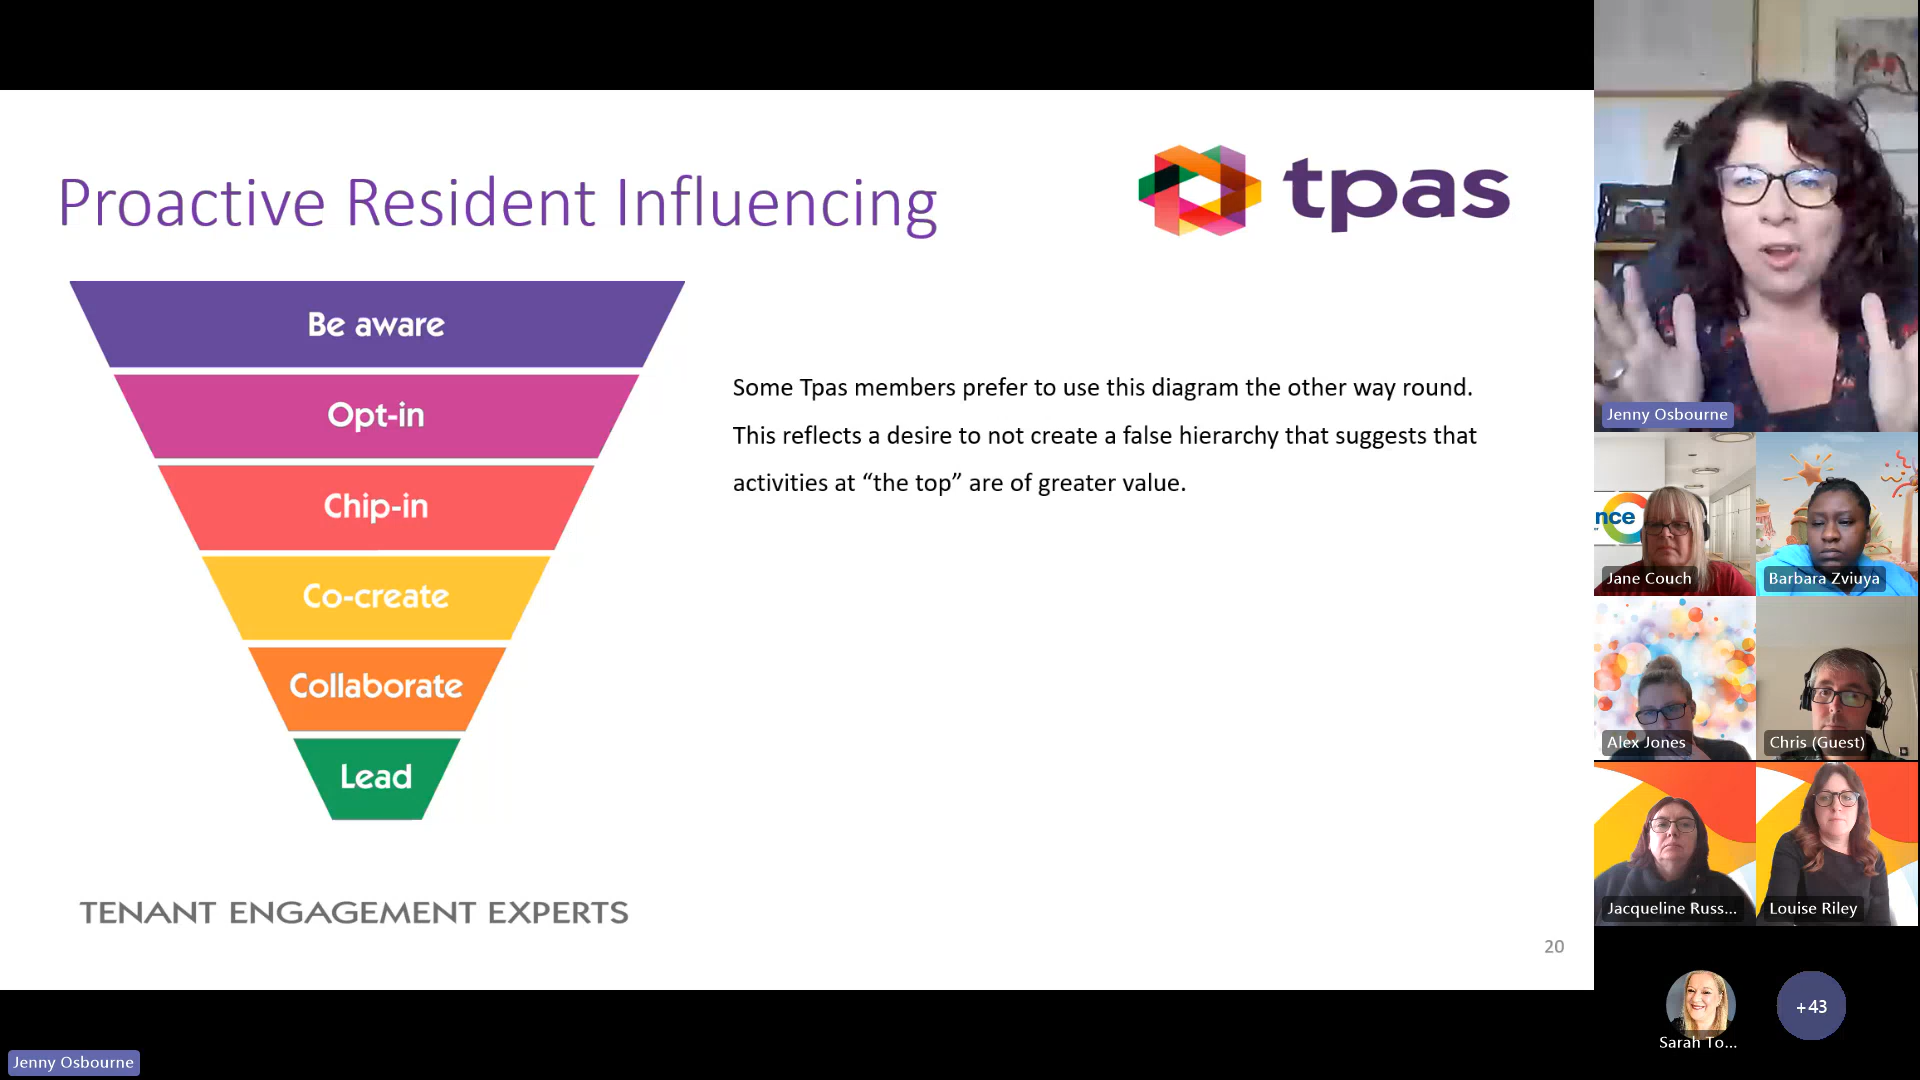 Proactive Resident Influencing
tpas
Be aware
Opt-in
Chip-in
Co-create
Collaborate
Lead
Some Tpas members prefer to use this diagram the other way round.
This reflects a desire to not create a false hierarchy that suggests that
activities at “the top” are of greater value.
TENANT ENGAGEMENT EXPERTS
20
Jenny Osbourne
nce
Jane Couch
Barbara Zviuya
Alex Jones
Chris (Guest)
Jacqueline Russ...
Louise Riley
Sarah To...
+43
Jenny Osbourne